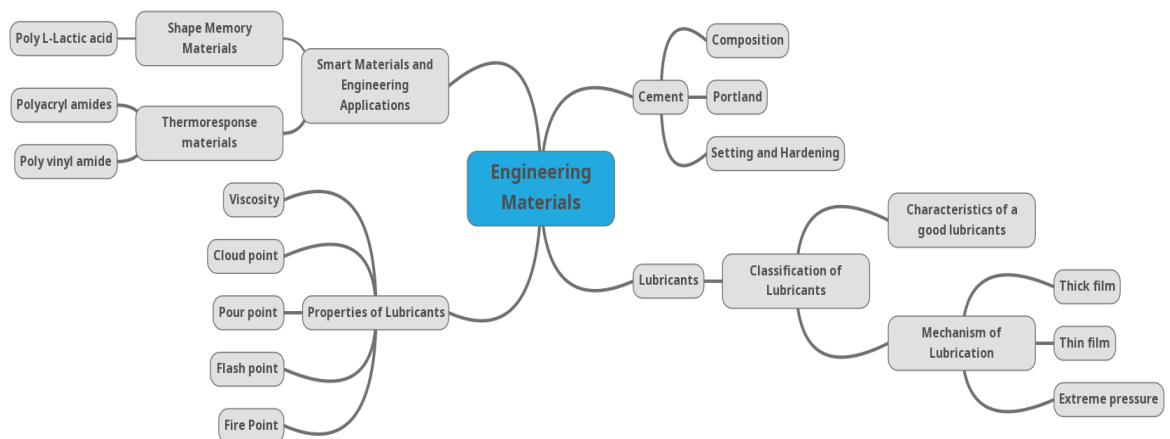 Engineering
Materials
Smart Materials and
Engineering
Applications
Shape Memory
Materials
Poly L-Lactic acid
Thermoresponse
materials
Polyacryl amides
Poly vinyl amide
Properties of Lubricants
Viscosity
Cloud point
Pour point
Flash point
Fire Point
Cement
Composition
Portland
Setting and Hardening
Lubricants
Classification of
Lubricants
Characteristics of a
good lubricants
Mechanism of
Lubrication
Thick film
Thin film
Extreme pressure